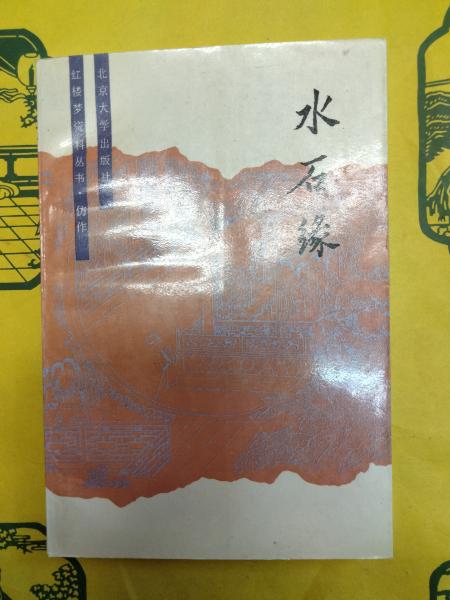 水石缘
北京大学出版社
红楼梦资料丛书·仿作